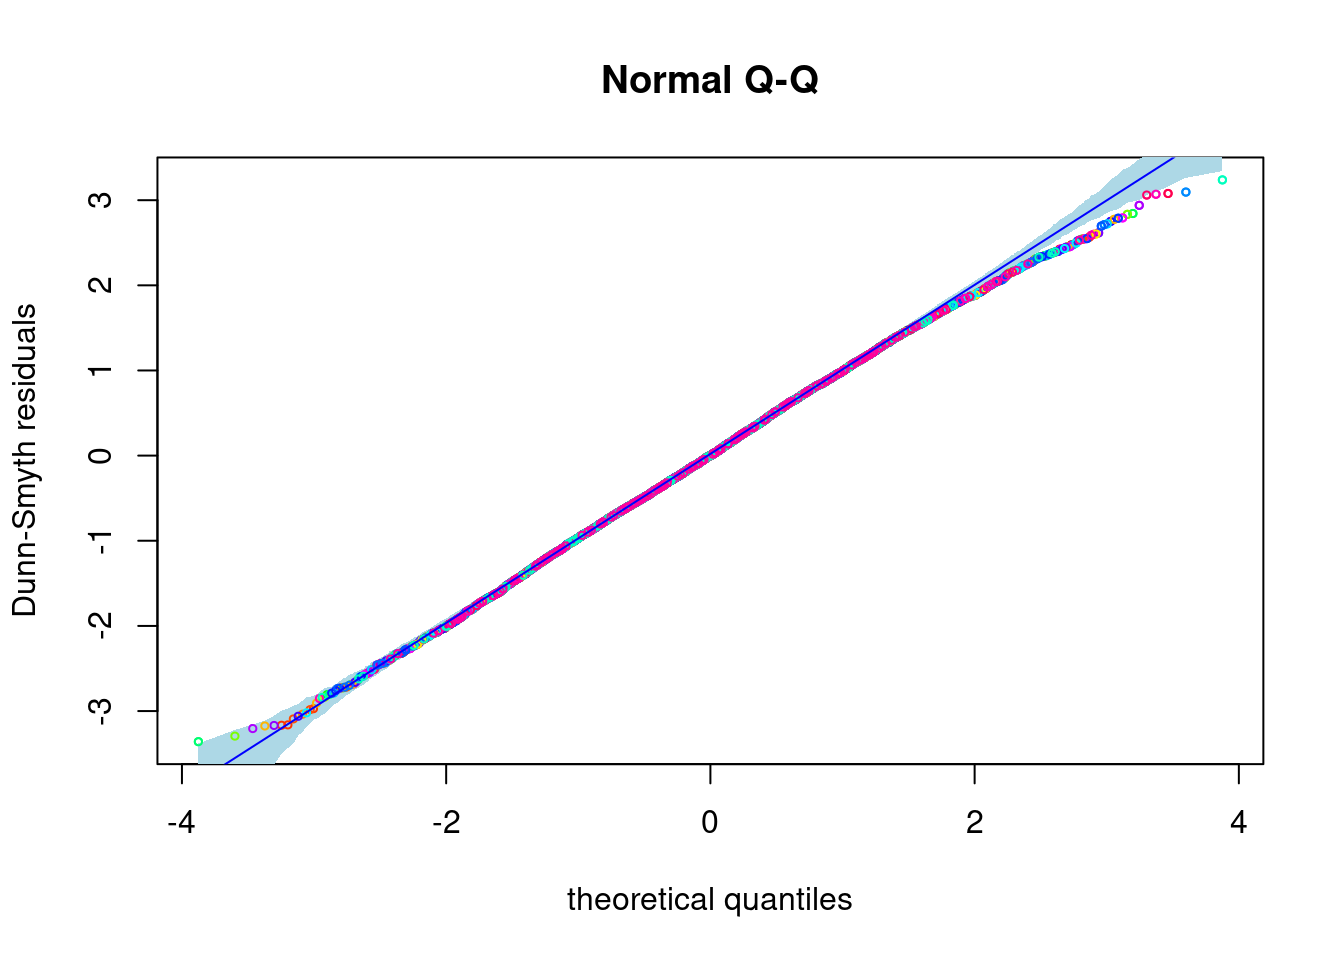 Normal Q-Q
Dunn-Smyth residuals
3
2
1
0
-1
-2
-3
-4 -2 0 2 4
theoretical quantiles